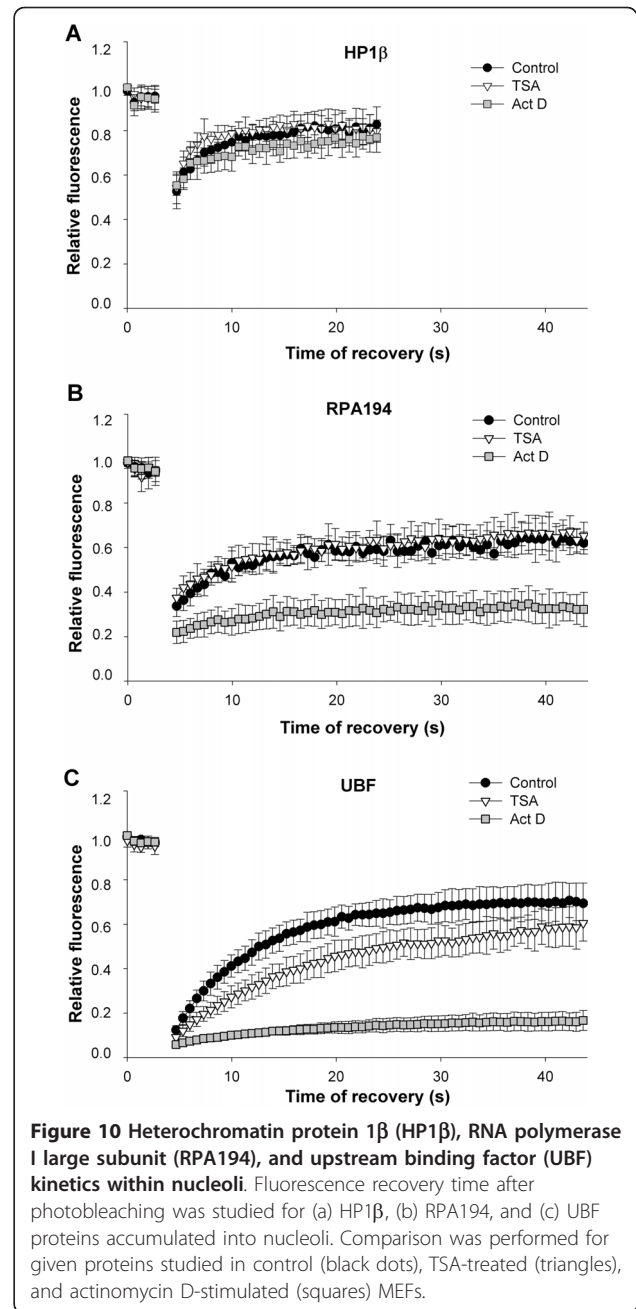 A
HP1β
Control
TSA
Act D
1.2
1.0
0.8
0.6
0.4
0.2
0.0
Relative fluorescence
0
10
20
30
40
Time of recovery (s)
B
RPA194
Control
TSA
Act D
1.2
1.0
0.8
0.6
0.4
0.2
0.0
Relative fluorescence
0
10
20
30
40
Time of recovery (s)
C
UBF
Control
TSA
Act D
1.2
1.0
0.8
0.6
0.4
0.2
0.0
Relative fluorescence
0
10
20
30
40
Time of recovery (s)
Figure 10 Heterochromatin protein 1β (HP1β), RNA polymerase
I large subunit (RPA194), and upstream binding factor (UBF)
kinetics within nucleoli. Fluorescence recovery time after
photobleaching was studied for (a) HP1β, (b) RPA194, and (c) UBF
proteins accumulated into nucleoli. Comparison was performed for
given proteins studied in control (black dots), TSA-treated (triangles),
and actinomycin D-stimulated (squares) MEFs.